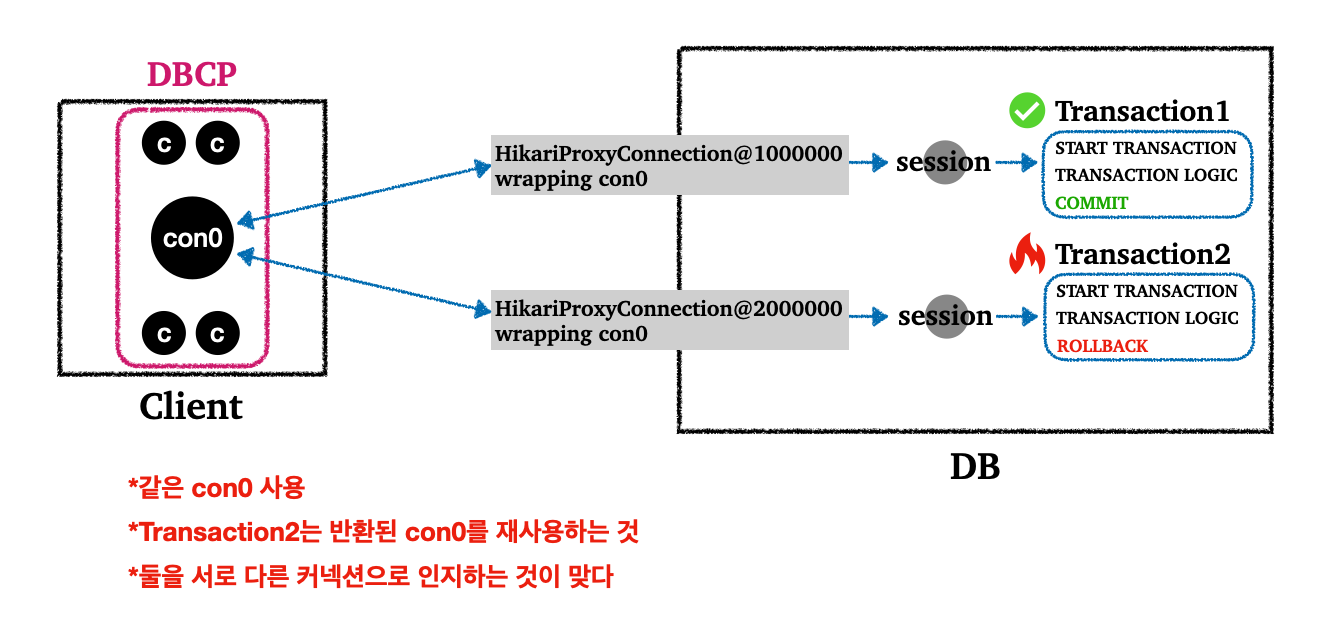 DBCP
c c
con0
c c
Client
HikariProxyConnection@1000000
wrapping con0
session
Transaction1
START TRANSACTION
TRANSACTION LOGIC
COMMIT
HikariProxyConnection@2000000
wrapping con0
session
Transaction2
START TRANSACTION
TRANSACTION LOGIC
ROLLBACK
DB
*같은 con0 사용
*Transaction2는 반환된 con0를 재사용하는 것
*둘을 서로 다른 커넥션으로 인지하는 것이 맞다